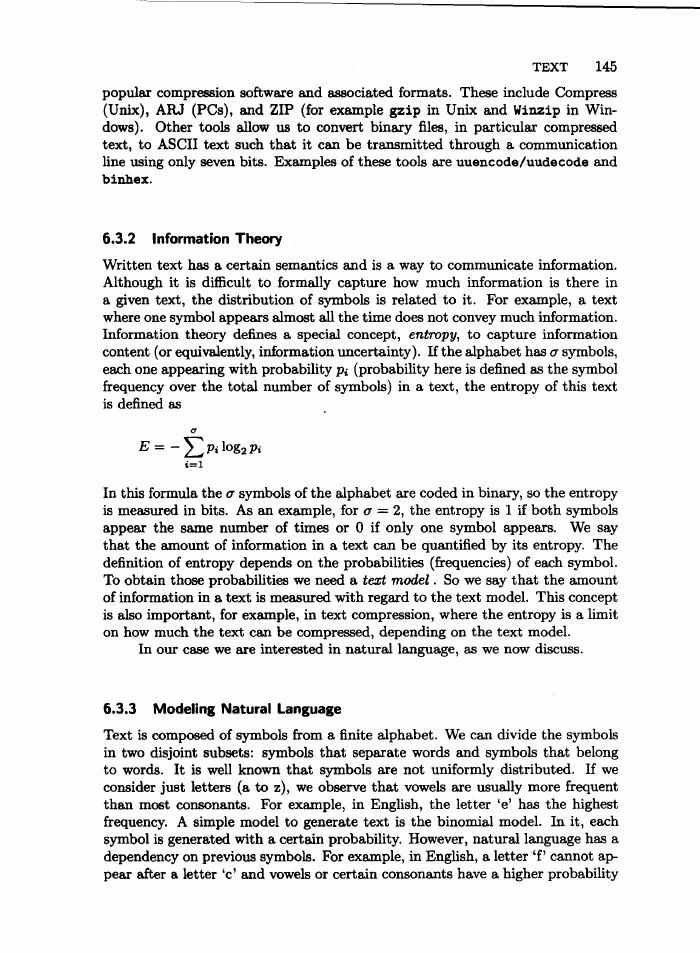 TEXT 145
popular compression software and associated formats. These include Compress
(Unix), ARJ (PCs), and ZIP (for example gzip in Unix and Winzip in Win-
dows). Other tools allow us to convert binary files, in particular compressed
text, to ASCII text such that it can be transmitted through a communication
line using only seven bits. Examples of these tools are uuencode/uudecode and
binhex.
6.3.2 Information Theory
Written text has a certain semantics and is a way to communicate information.
Although it is difficult to formally capture how much information is there in
a given text, the distribution of symbols is related to it. For example, a text
where one symbol appears almost all the time does not convey much information.
Information theory defines a special concept, entropy, to capture information
content (or equivalently, information uncertainty). If the alphabet has σ symbols,
each one appearing with probability pᵢ (probability here is defined as the symbol
frequency over the total number of symbols) in a text, the entropy of this text
is defined as
σ
E = − ∑ pᵢ log₂ pᵢ
i=1
In this formula the σ symbols of the alphabet are coded in binary, so the entropy
is measured in bits. As an example, for σ = 2, the entropy is 1 if both symbols
appear the same number of times or 0 if only one symbol appears. We say
that the amount of information in a text can be quantified by its entropy. The
definition of entropy depends on the probabilities (frequencies) of each symbol.
To obtain those probabilities we need a text model. So we say that the amount
of information in a text is measured with regard to the text model. This concept
is also important, for example, in text compression, where the entropy is a limit
on how much the text can be compressed, depending on the text model.
In our case we are interested in natural language, as we now discuss.
6.3.3 Modeling Natural Language
Text is composed of symbols from a finite alphabet. We can divide the symbols
in two disjoint subsets: symbols that separate words and symbols that belong
to words. It is well known that symbols are not uniformly distributed. If we
consider just letters (a to z), we observe that vowels are usually more frequent
than most consonants. For example, in English, the letter ‘e’ has the highest
frequency. A simple model to generate text is the binomial model. In it, each
symbol is generated with a certain probability. However, natural language has a
dependency on previous symbols. For example, in English, a letter ‘f’ cannot ap-
pear after a letter ‘c’ and vowels or certain consonants have a higher probability